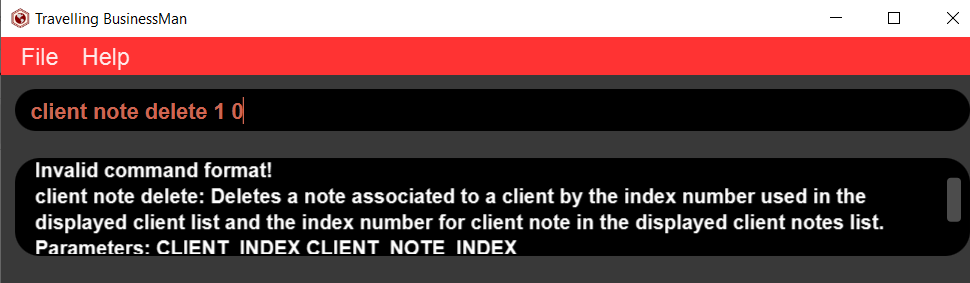 Travelling BusinessMan
File Help
client note delete 1 0
Invalid command format!
client note delete: Deletes a note associated to a client by the index number used in the
displayed client list and the index number for client note in the displayed client notes list.
Parameters: CLIENT_INDEX CLIENT_NOTE_INDEX